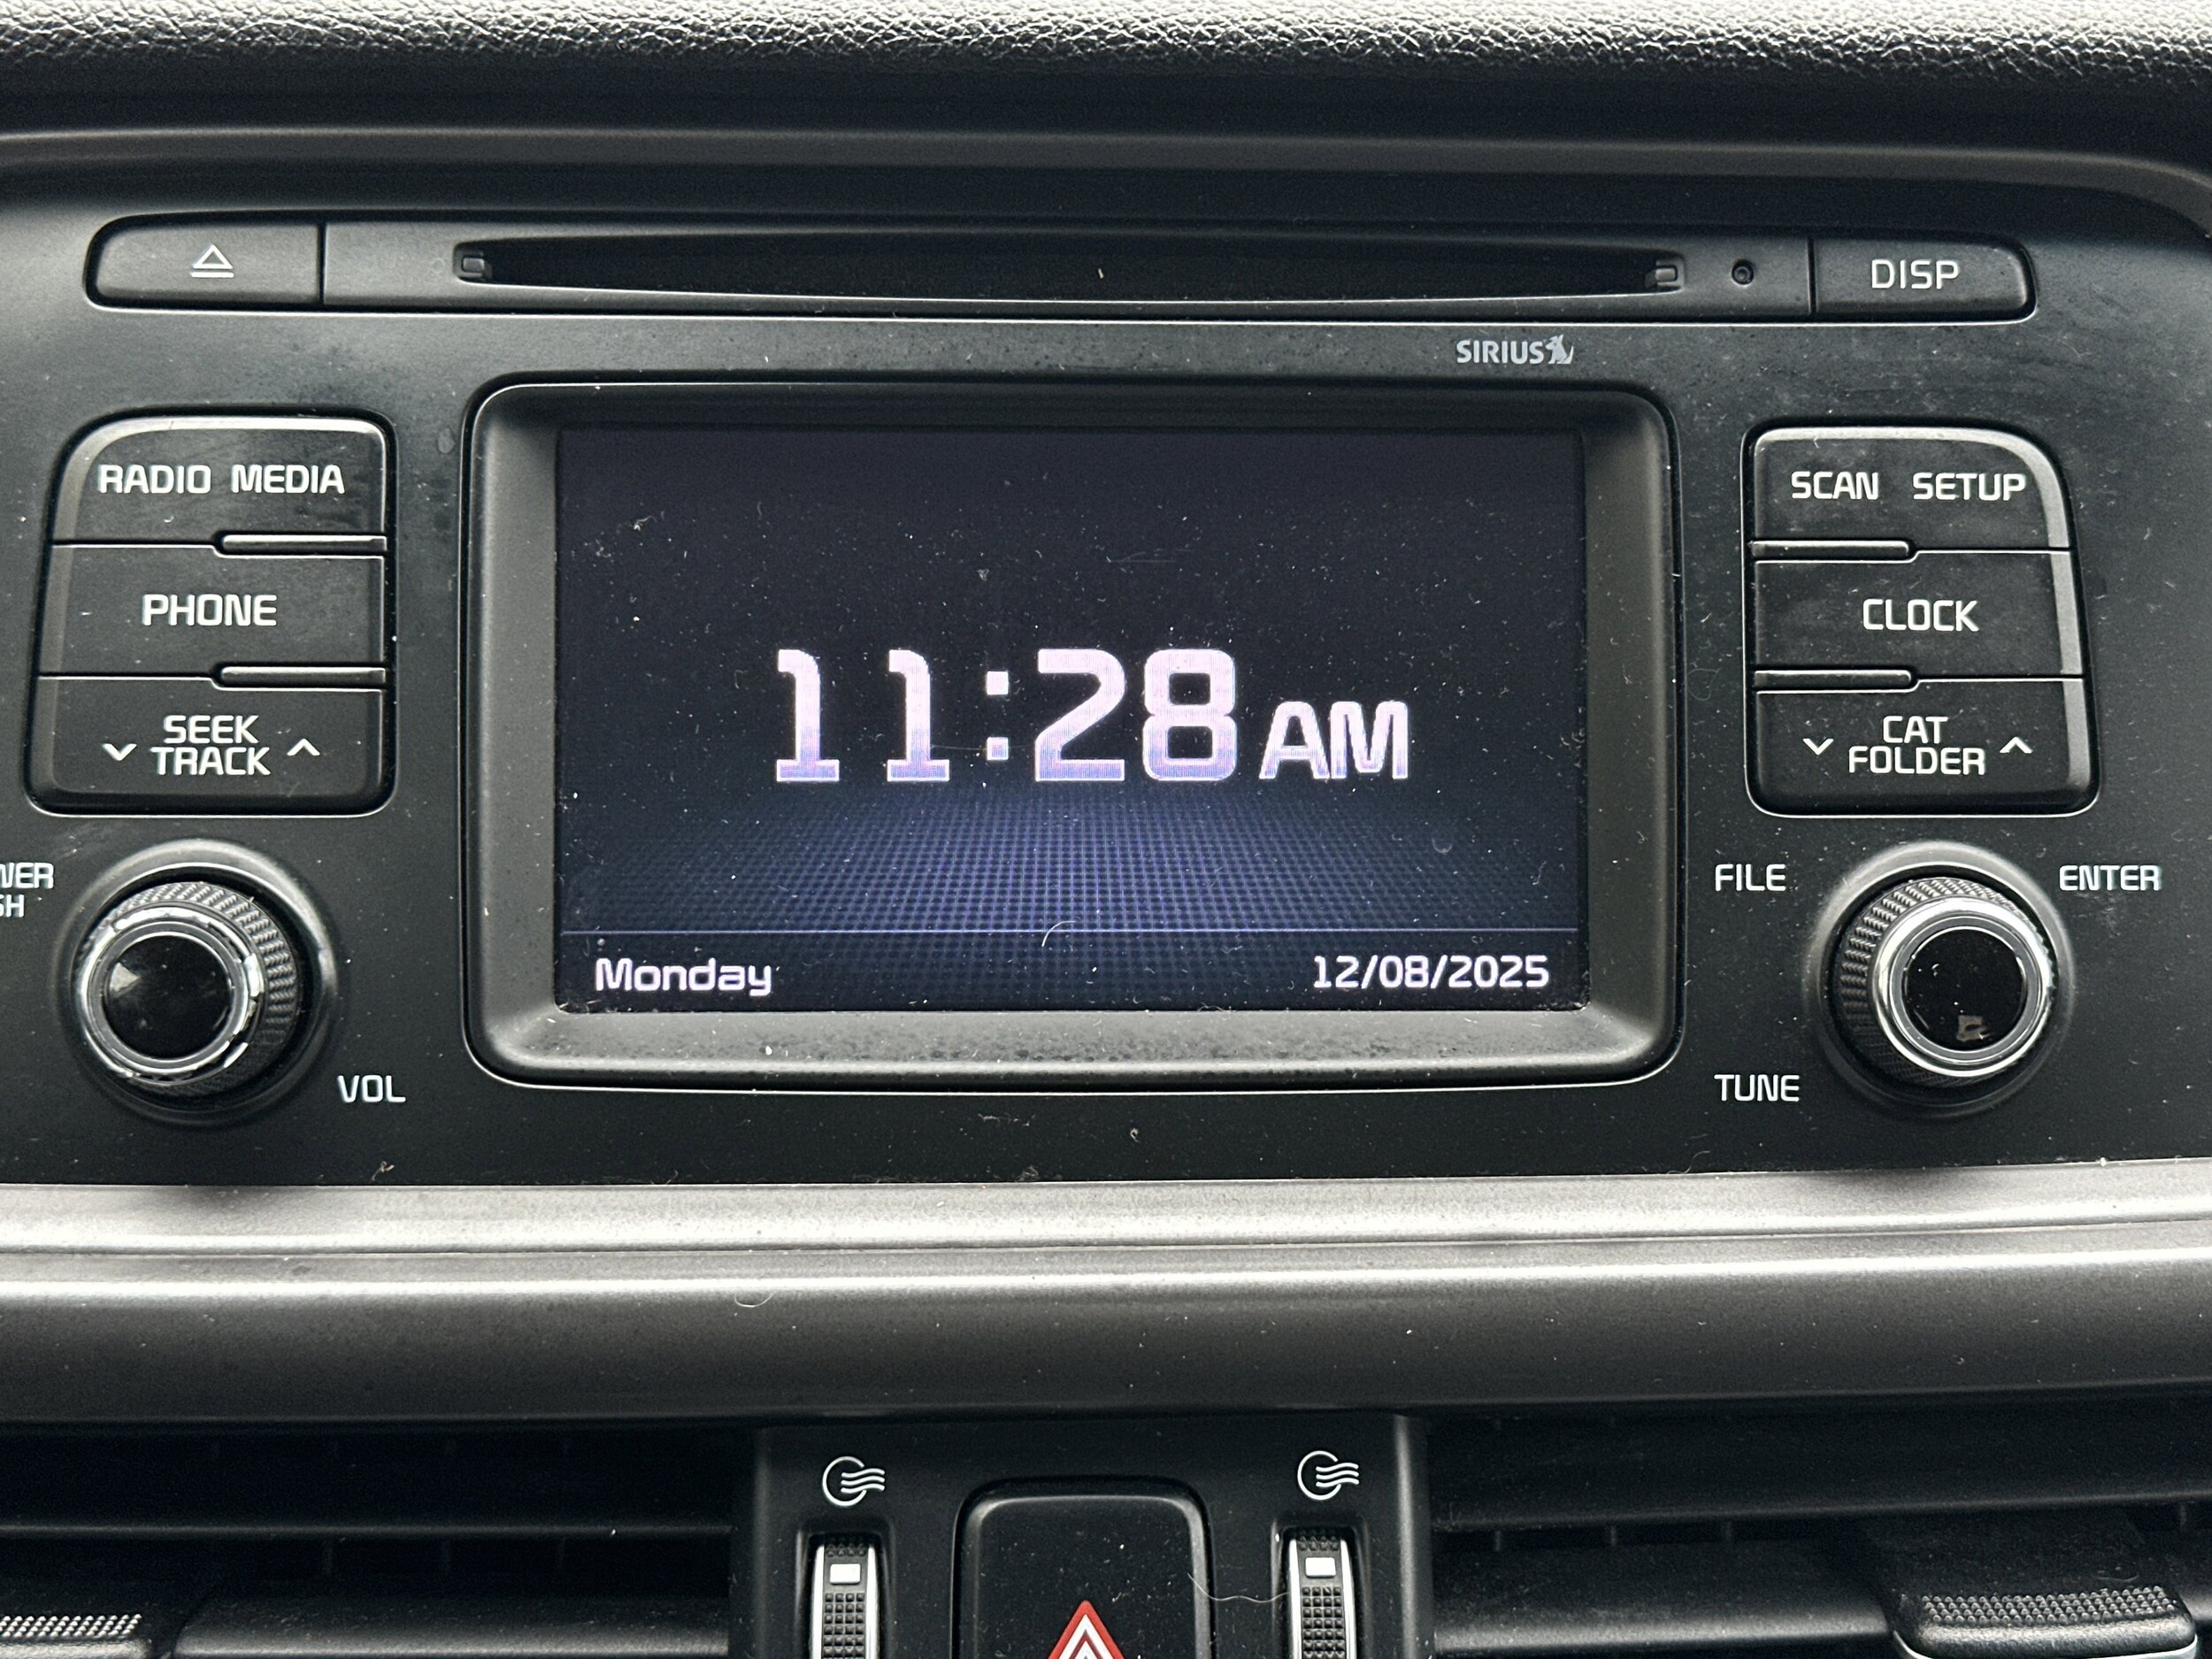 DISP
SIRIUS
RADIO MEDIA
SCAN SETUP
PHONE
CLOCK
SEEK
TRACK
CAT
FOLDER
11:28 AM
FILE
ENTER
Monday
12/08/2025
VOL
TUNE